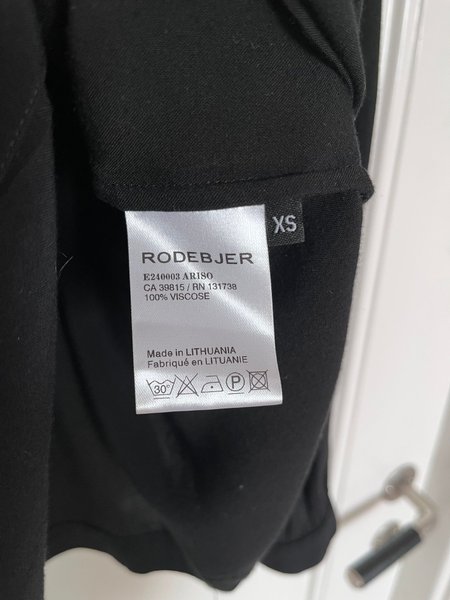 XS
RODEBJER
E240003 ARISO
CA 39815 / RN 131738
100% VISCOSE
Made in LITHUANIA
Fabriqué en LITUANIE
30° P